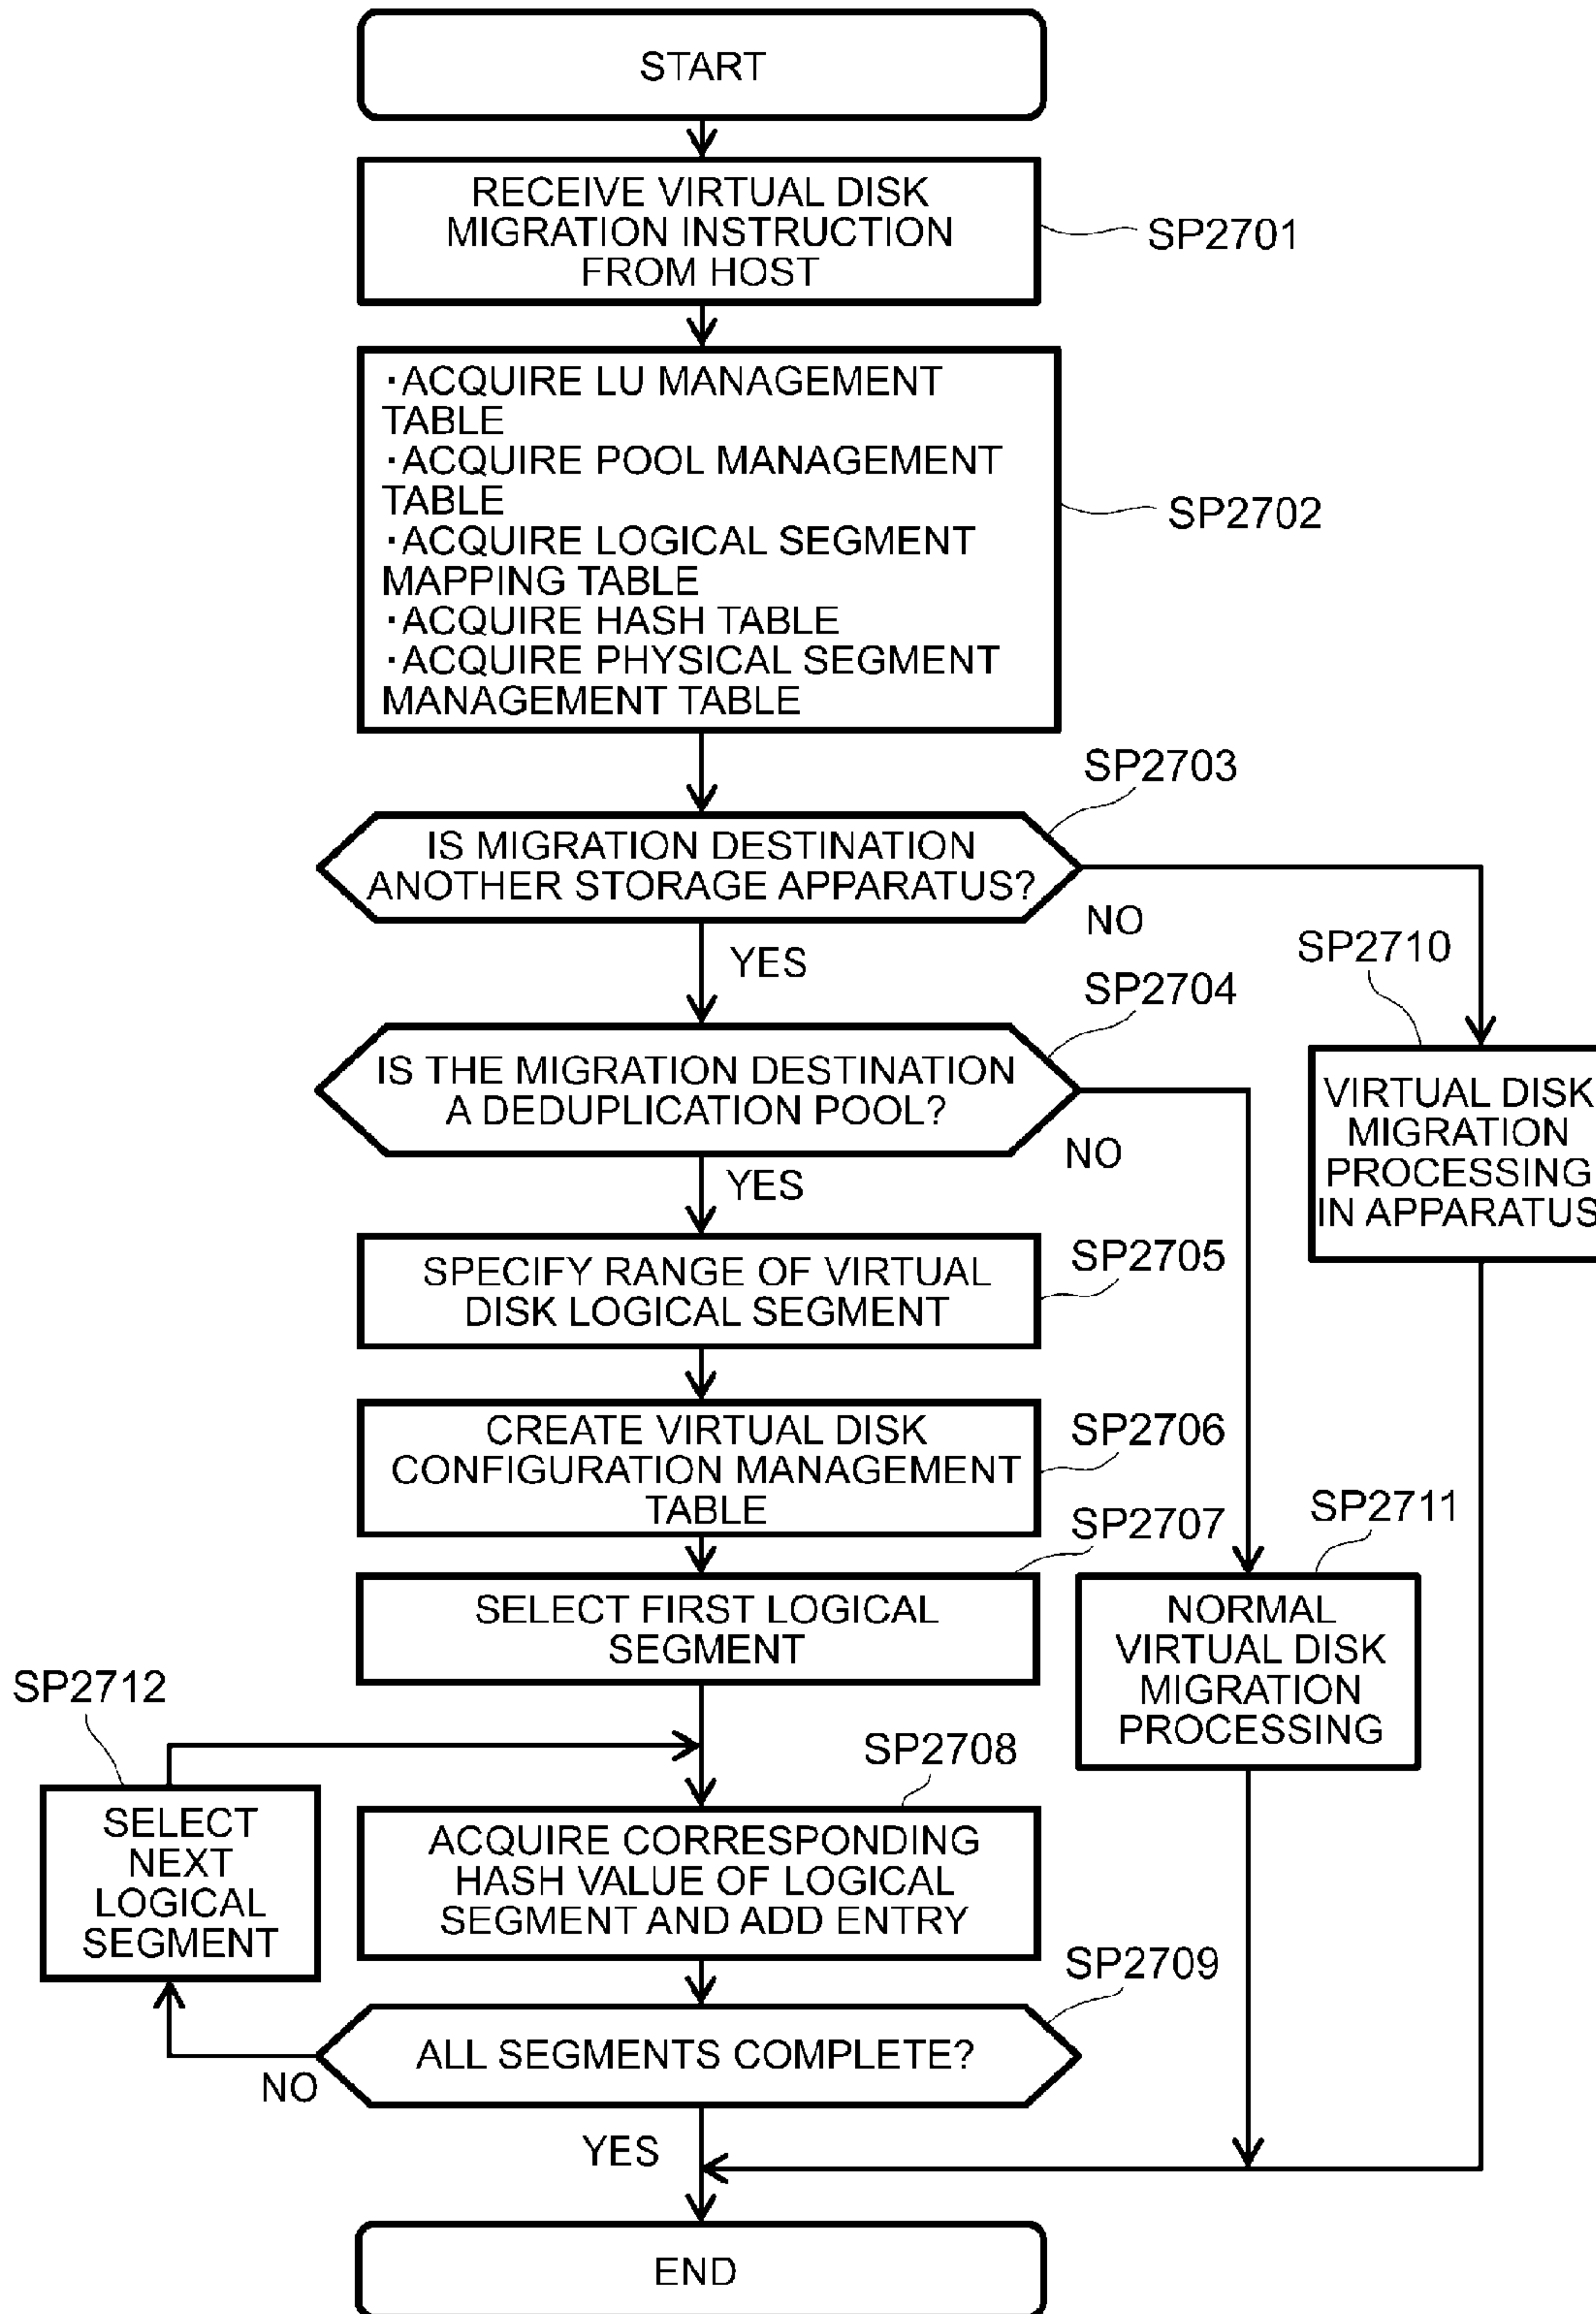 START
RECEIVE VIRTUAL DISK
MIGRATION INSTRUCTION
FROM HOST
SP2701
·ACQUIRE LU MANAGEMENT
TABLE
·ACQUIRE POOL MANAGEMENT
TABLE
·ACQUIRE LOGICAL SEGMENT
MAPPING TABLE
·ACQUIRE HASH TABLE
·ACQUIRE PHYSICAL SEGMENT
MANAGEMENT TABLE
SP2702
SP2703
IS MIGRATION DESTINATION
ANOTHER STORAGE APPARATUS?
NO
YES
SP2710
VIRTUAL DISK
MIGRATION
PROCESSING
IN APPARATUS
SP2704
IS THE MIGRATION DESTINATION
A DEDUPLICATION POOL?
NO
YES
SP2705
SPECIFY RANGE OF VIRTUAL
DISK LOGICAL SEGMENT
SP2706
CREATE VIRTUAL DISK
CONFIGURATION MANAGEMENT
TABLE
SP2707
SELECT FIRST LOGICAL
SEGMENT
SP2711
NORMAL
VIRTUAL DISK
MIGRATION
PROCESSING
SP2712
SELECT
NEXT
LOGICAL
SEGMENT
SP2708
ACQUIRE CORRESPONDING
HASH VALUE OF LOGICAL
SEGMENT AND ADD ENTRY
SP2709
ALL SEGMENTS COMPLETE?
NO
YES
END